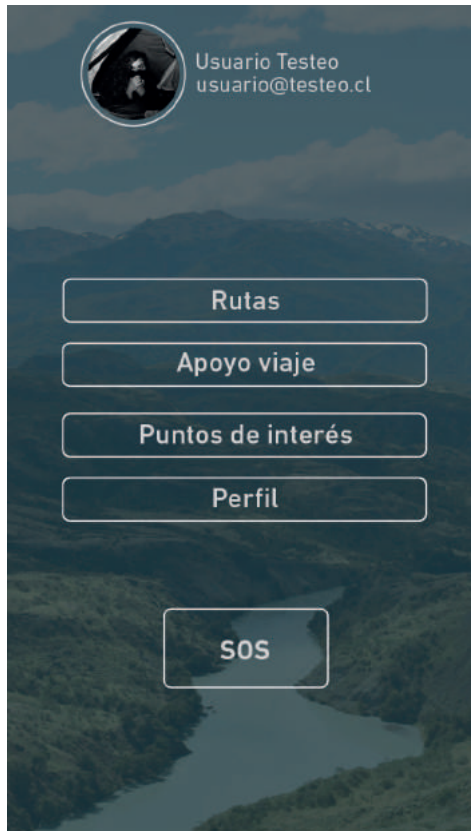 Usuario Testeo
usuario@testeo.cl
Rutas
Apoyo viaje
Puntos de interés
Perfil
SOS